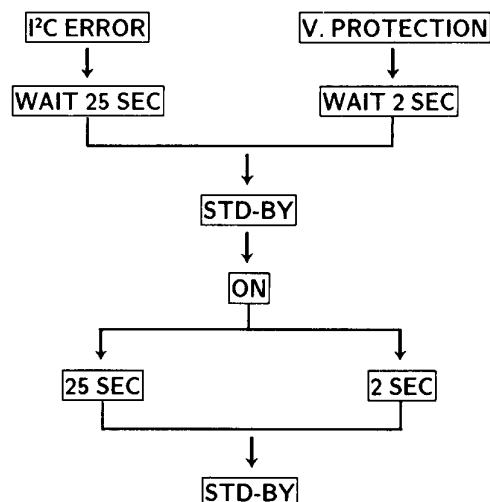 I²C ERROR
V. PROTECTION
WAIT 25 SEC
WAIT 2 SEC
STD-BY
ON
25 SEC
2 SEC
STD-BY